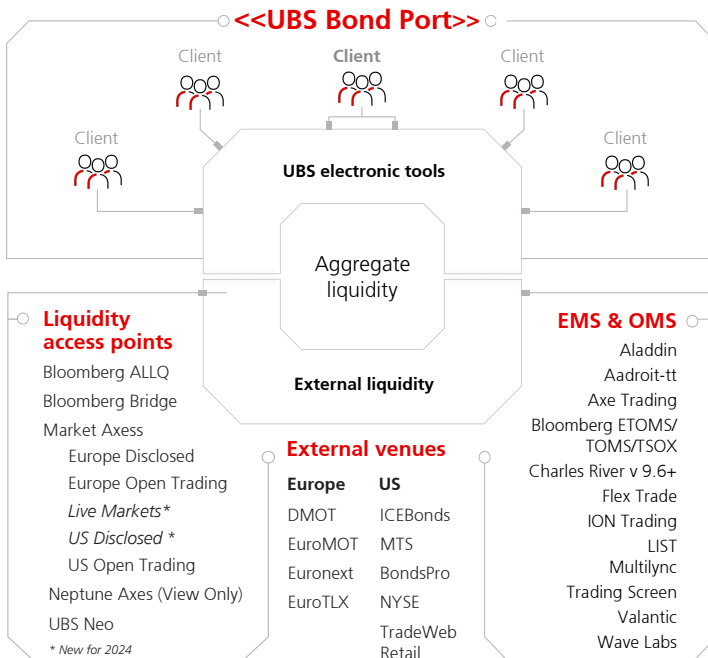 <<UBS Bond Port>>
Client
Client
Client
Client
Client
UBS electronic tools
Aggregate
liquidity
External liquidity
Liquidity
access points
Bloomberg ALLQ
Bloomberg Bridge
Market Axess
Europe Disclosed
Europe Open Trading
Live Markets*
US Disclosed *
US Open Trading
Neptune Axes (View Only)
UBS Neo
* New for 2024
External venues
Europe
DMOT
EuroMOT
Euronext
EuroTLX
US
ICEBonds
MTS
BondsPro
NYSE
TradeWeb
Retail
EMS & OMS
Aladdin
Aadroit-tt
Axe Trading
Bloomberg ETOMS/
TOMS/TSOX
Charles River v 9.6+
Flex Trade
ION Trading
LIST
Multilync
Trading Screen
Valantic
Wave Labs